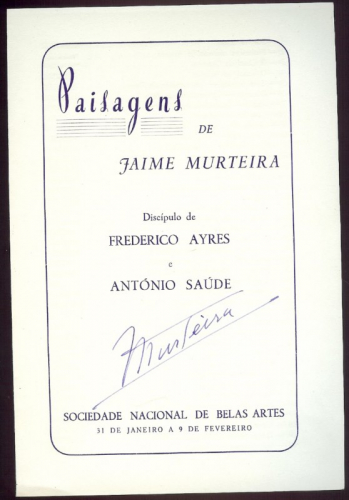 Paisagens
DE
JAIME MURTEIRA
Discípulo de
FREDERICO AYRES
e
ANTÓNIO SAÚDE
JMurteira
SOCIEDADE NACIONAL DE BELAS ARTES
31 DE JANEIRO A 9 DE FEVEREIRO